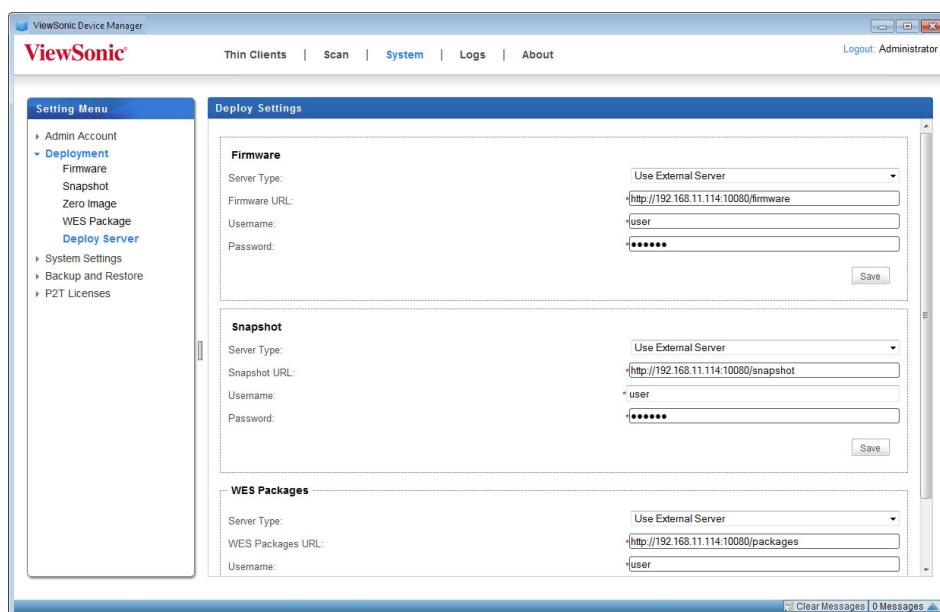 ViewSonic Device Manager
ViewSonic®
Thin Clients | Scan | System | Logs | About
Logout: Administrator
Setting Menu
Admin Account
Deployment
Firmware
Snapshot
Zero Image
WES Package
Deploy Server
System Settings
Backup and Restore
P2T Licenses
Deploy Settings
Firmware
Server Type: Use External Server
Firmware URL: *http://192.168.11.114:10080/firmware
Username: *user
Password: *●●●●●●
Save
Snapshot
Server Type: Use External Server
Snapshot URL: *http://192.168.11.114:10080/snapshot
Username: * user
Password: *●●●●●●
Save
WES Packages
Server Type: Use External Server
WES Packages URL: *http://192.168.11.114:10080/packages
Username: *user
Clear Messages | 0 Messages